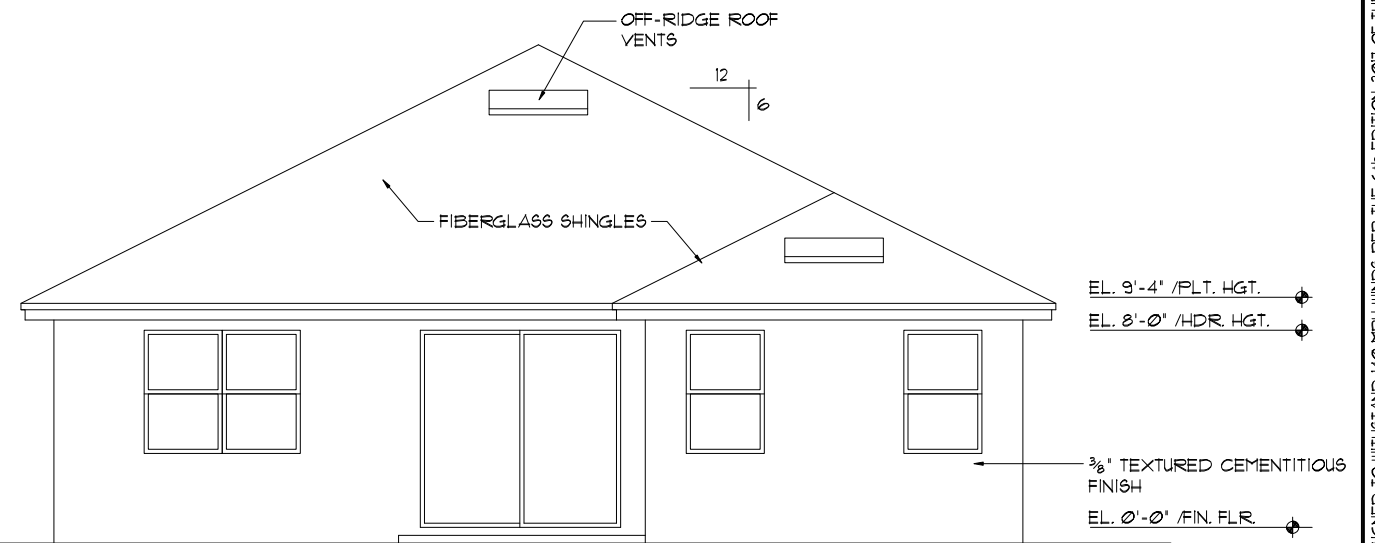 OFF-RIDGE ROOF
VENTS
12
6
FIBERGLASS SHINGLES
EL. 9'-4" /PLT. HGT.
EL. 8'-0" /HDR. HGT.
3/8" TEXTURED CEMENTITIOUS
FINISH
EL. 0'-0" /FIN. FLR.